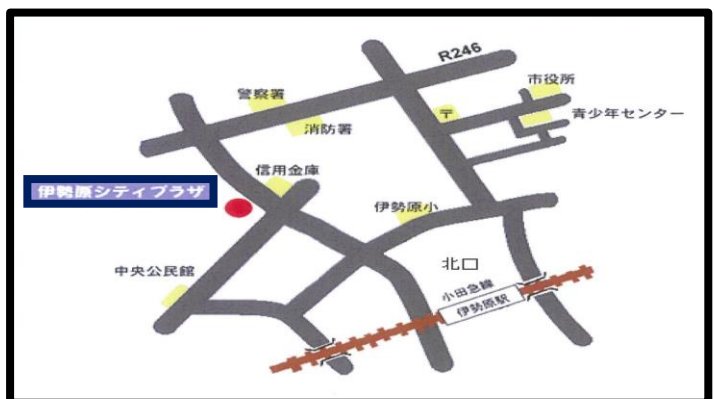 R246
市役所
警察署
〒
青少年センター
消防署
信用金庫
伊勢原シティプラザ
伊勢原小
北口
中央公民館
小田急線
伊勢原駅